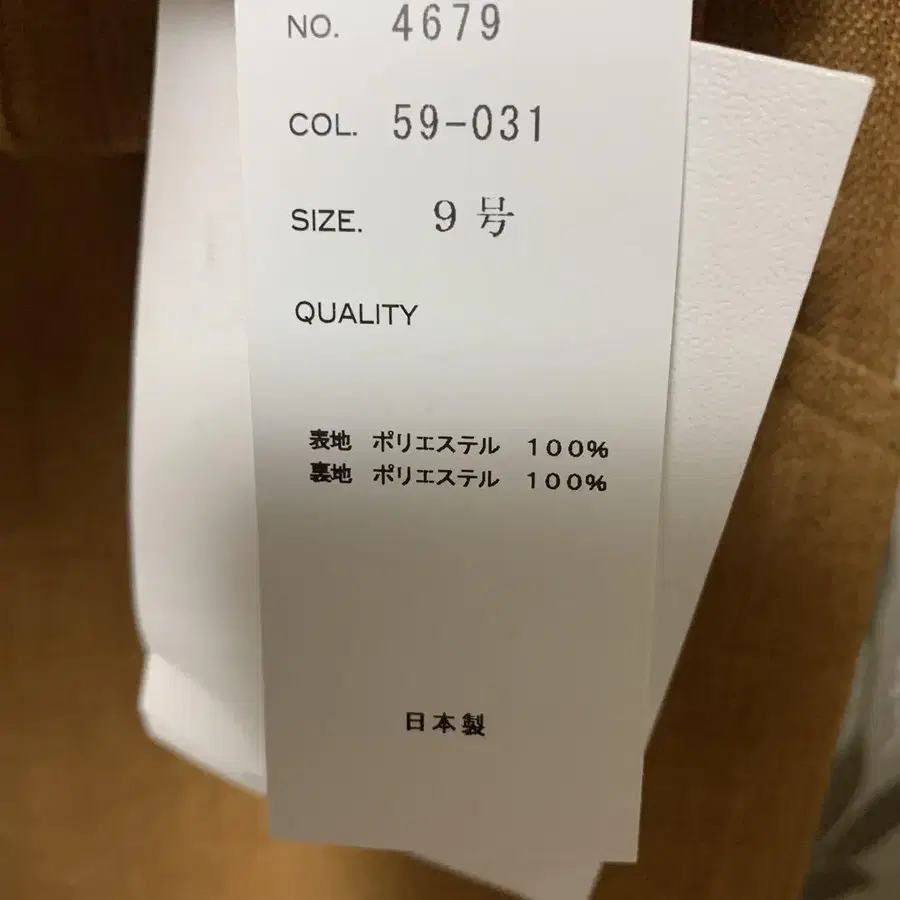 NO. 4679
COL. 59-031
SIZE. 9号
QUALITY
表地 ポリエステル 100%
裏地 ポリエステル 100%
日本製